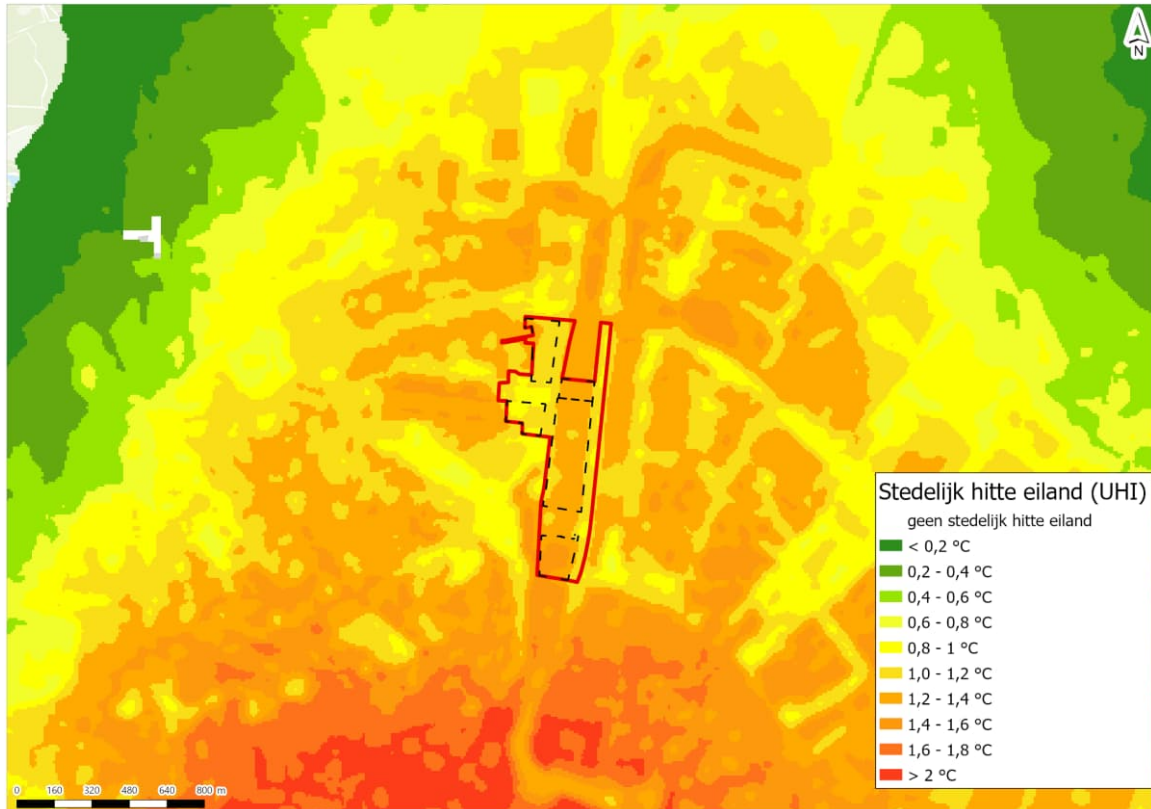 N
Stedelijk hitte eiland (UHI)
geen stedelijk hitte eiland
< 0,2 °C
0,2 - 0,4 °C
0,4 - 0,6 °C
0,6 - 0,8 °C
0,8 - 1 °C
1,0 - 1,2 °C
1,2 - 1,4 °C
1,4 - 1,6 °C
1,6 - 1,8 °C
> 2 °C
0 160 320 480 640 800 m